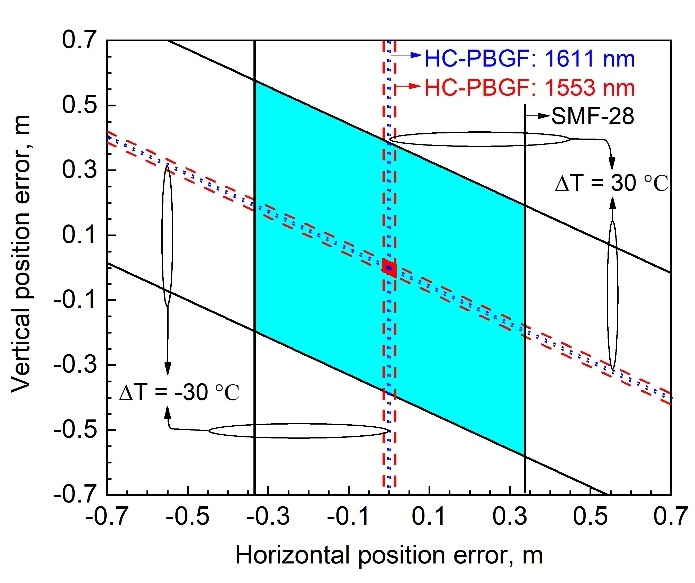 0.7
HC-PBGF: 1611 nm
HC-PBGF: 1553 nm
0.5
SMF-28
0.3
ΔT = 30 °C
0.1
Vertical position error, m
-0.1
-0.3
ΔT = -30 °C
-0.5
-0.7
-0.7 -0.5 -0.3 -0.1 0.1 0.3 0.5 0.7
Horizontal position error, m